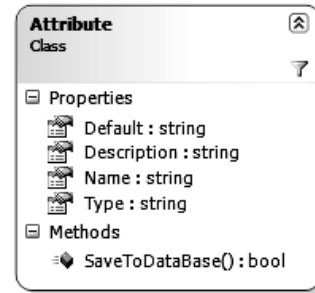 Attribute
Class
Properties
Default : string
Description : string
Name : string
Type : string
Methods
SaveToDataBase() : bool